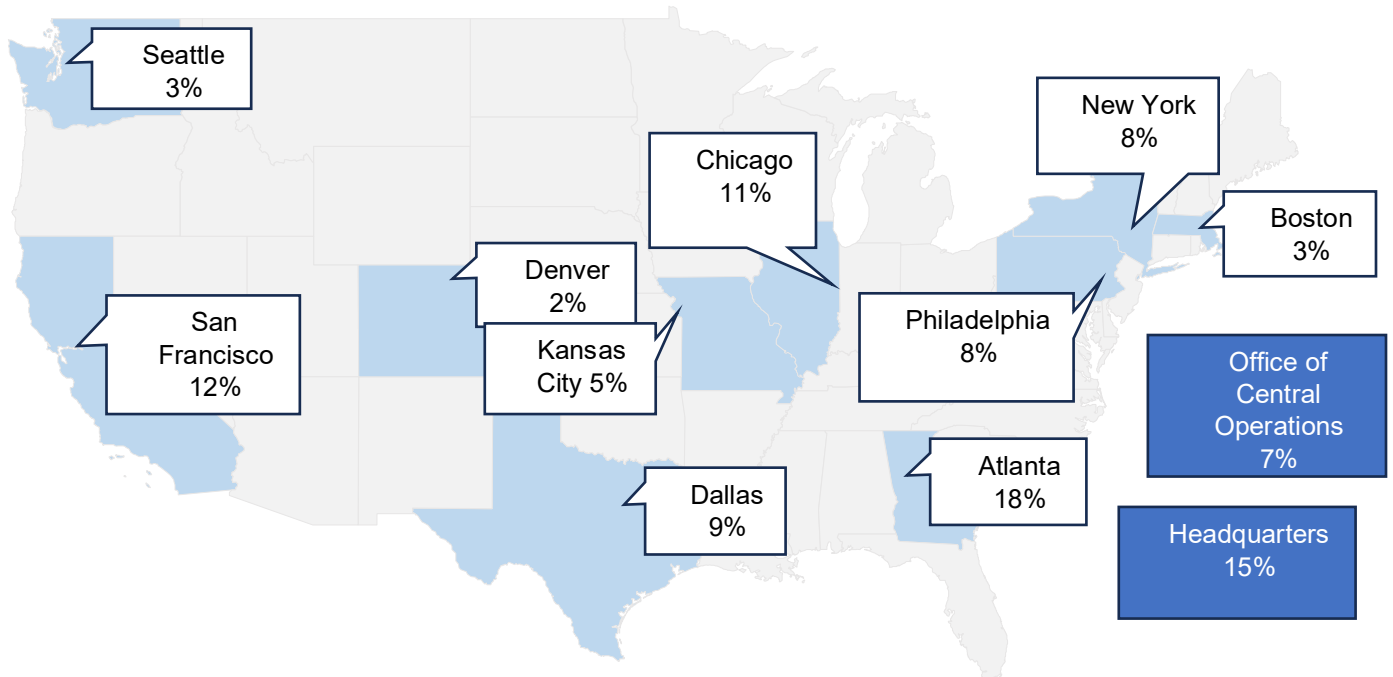 Seattle
3%
New York
8%
Chicago
11%
Boston
3%
Denver
2%
San
Francisco
12%
Philadelphia
8%
Kansas
City 5%
Office of
Central
Operations
7%
Atlanta
18%
Dallas
9%
Headquarters
15%